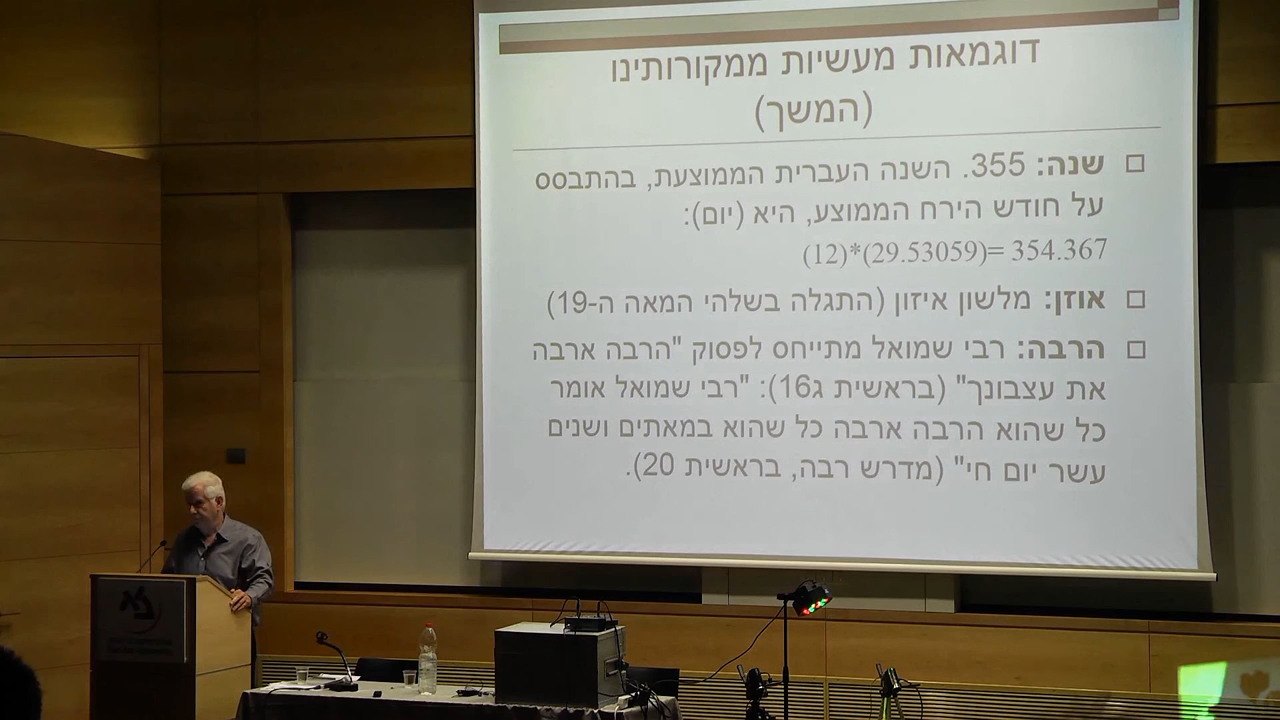 דוגמאות מעשיות ממקורותינו
(המשך)
שנה: 355. השנה העברית הממוצעת, בהתבסס
על חודש הירח הממוצע, היא (יום):
(12)*(29.53059)= 354.367
אוזן: מלשון איזון (התגלה בשלהי המאה ה-19)
הרבה: רבי שמואל מתייחס לפסוק "הרבה ארבה
את עצבונך" (בראשית ג16): "רבי שמואל אומר
כל שהוא הרבה ארבה כל שהוא במאתים ושנים
עשר יום חי" (מדרש רבה, בראשית 20).